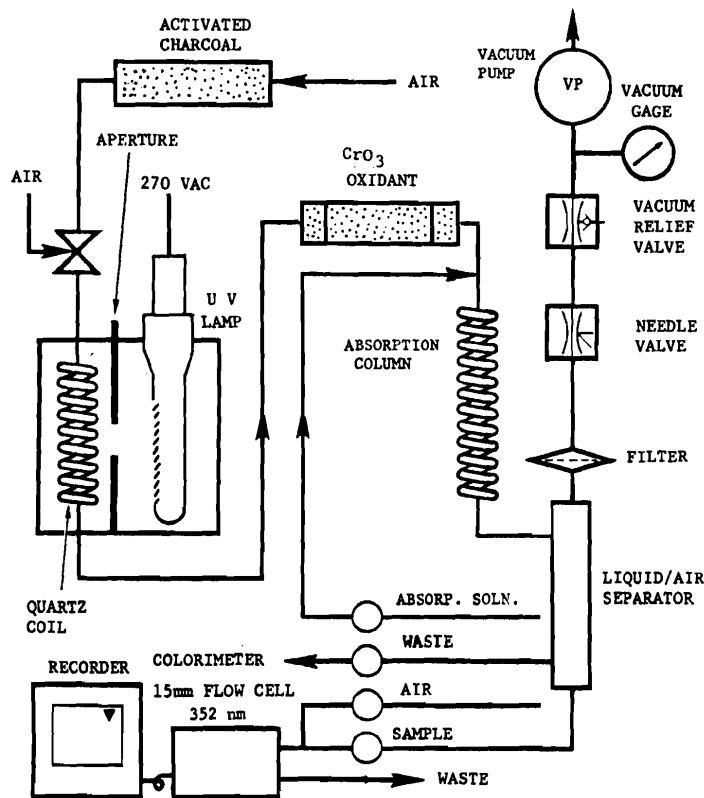 ACTIVATED
CHARCOAL
AIR
VACUUM
PUMP
VP
VACUUM
GAGE
APERTURE
AIR
270 VAC
CrO3
OXIDANT
VACUUM
RELIEF
VALVE
U V
LAMP
ABSORPTION
COLUMN
NEEDLE
VALVE
FILTER
QUARTZ
COIL
LIQUID/AIR
SEPARATOR
ABSORP. SOLN.
WASTE
RECORDER
COLORIMETER
15mm FLOW CELL
352 nm
AIR
SAMPLE
WASTE